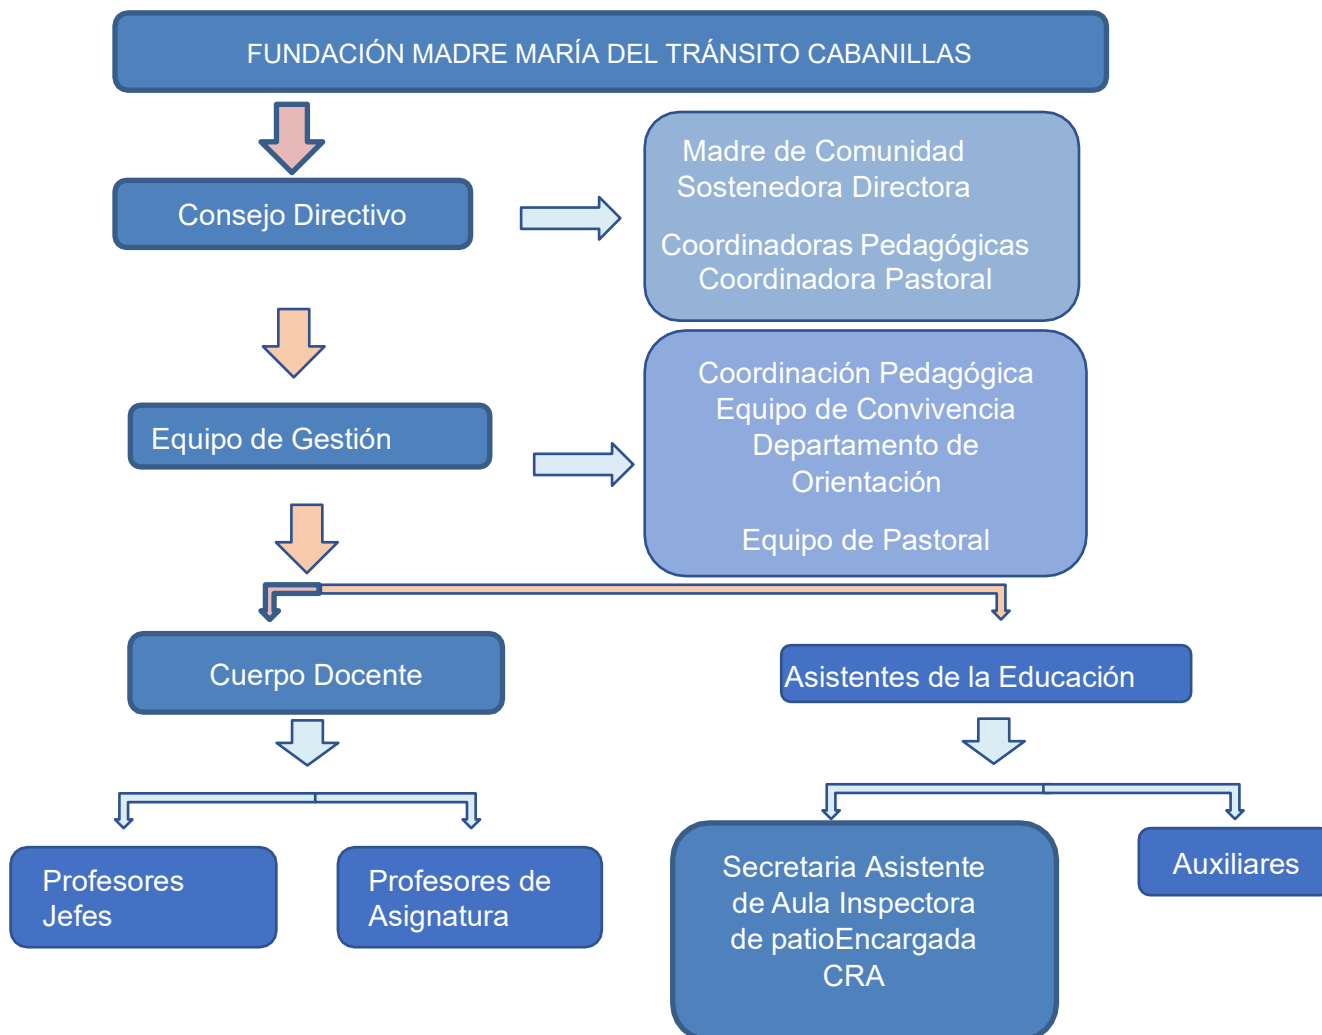 FUNDACIÓN MADRE MARÍA DEL TRÁNSITO CABANILLAS
Consejo Directivo
Madre de Comunidad
Sostenedora Directora
Coordinadoras Pedagógicas
Coordinadora Pastoral
Equipo de Gestión
Coordinación Pedagógica
Equipo de Convivencia
Departamento de
Orientación
Equipo de Pastoral
Cuerpo Docente
Asistentes de la Educación
Profesores
Jefes
Profesores de
Asignatura
Secretaria Asistente
de Aula Inspectora
de patioEncargada
CRA
Auxiliares